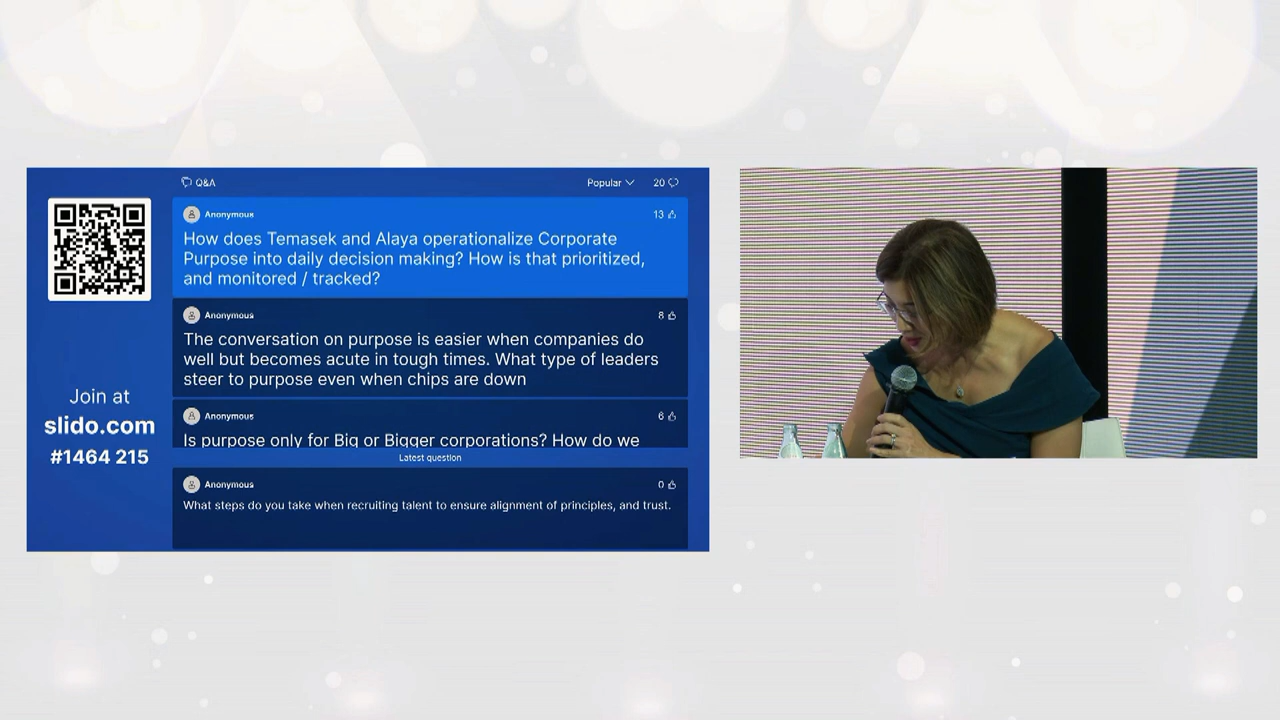 Q&A
Popular
20
Anonymous
13
How does Temasek and Alaya operationalize Corporate
Purpose into daily decision making? How is that prioritized,
and monitored / tracked?
Anonymous
8
The conversation on purpose is easier when companies do
well but becomes acute in tough times. What type of leaders
steer to purpose even when chips are down
Anonymous
6
Is purpose only for Big or Bigger corporations? How do we
Latest question
Anonymous
0
What steps do you take when recruiting talent to ensure alignment of principles, and trust.
Join at
slido.com
#1464 215